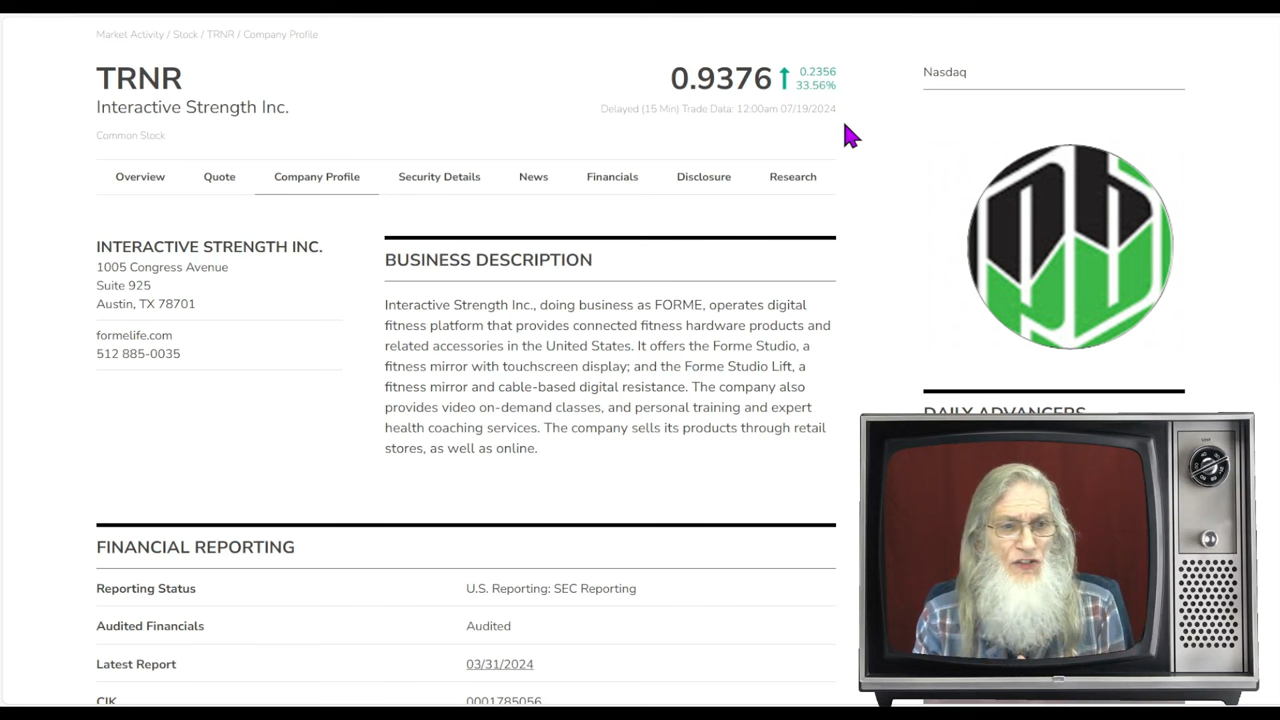 Market Activity / Stock / TRNR / Company Profile
TRNR
Interactive Strength Inc.
Common Stock
0.9376
0.2356
33.56%
Delayed (15 Min) Trade Data: 12:00am 07/19/2024
Nasdaq
Overview
Quote
Company Profile
Security Details
News
Financials
Disclosure
Research
INTERACTIVE STRENGTH INC.
1005 Congress Avenue
Suite 925
Austin, TX 78701
formelife.com
512 885-0035
BUSINESS DESCRIPTION
Interactive Strength Inc., doing business as FORME, operates digital
fitness platform that provides connected fitness hardware products and
related accessories in the United States. It offers the Forme Studio, a
fitness mirror with touchscreen display; and the Forme Studio Lift, a
fitness mirror and cable-based digital resistance. The company also
provides video on-demand classes, and personal training and expert
health coaching services. The company sells its products through retail
stores, as well as online.
DAILY ADVANCERS
FINANCIAL REPORTING
Reporting Status
U.S. Reporting: SEC Reporting
Audited Financials
Audited
Latest Report
03/31/2024
CIK
0001785056